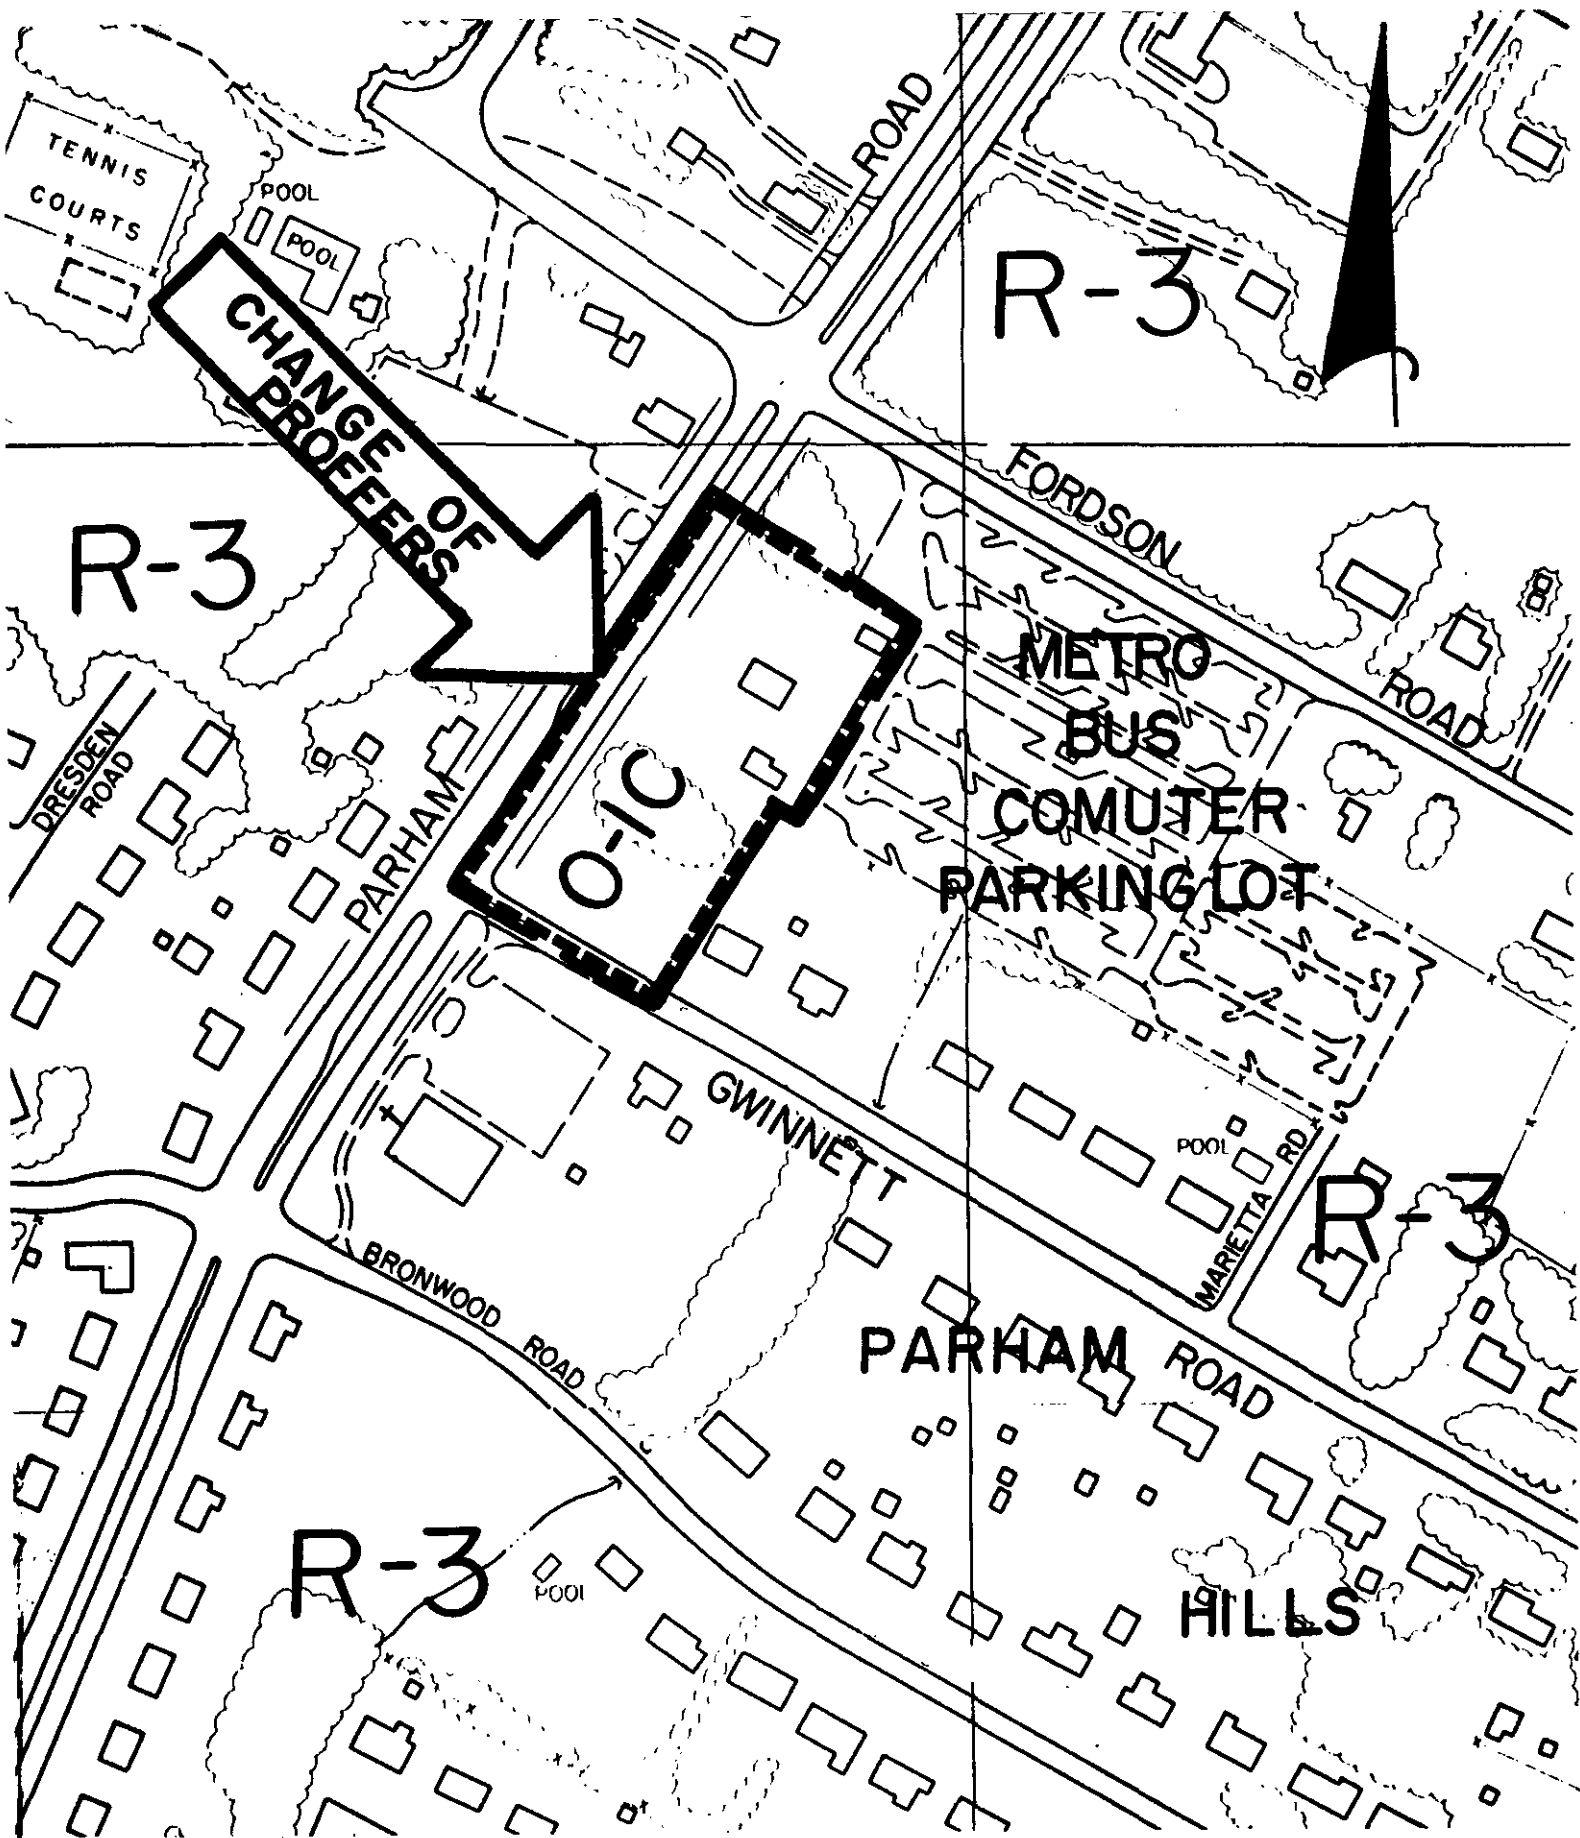 ROAD
TENNIS
COURTS
POOL
POOL
R-3
CHANGE OF
PROFFERS
FORDSON
ROAD
R-3
METRO
BUS
COMUTER
PARKING LOT
DRESDEN
ROAD
PARHAM
O-1C
GWINNETT
ROAD
POOL
MARIETTA RD
R-3
BRONWOOD
ROAD
PARHAM
HILLS
R-3
POOL